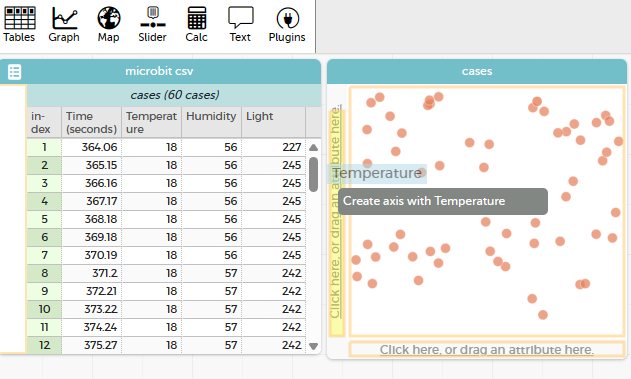 Tables Graph Map Slider Calc Text Plugins
microbit csv
cases (60 cases)
in-dex Time (seconds) Temperat ure Humidity Light
1 364.06 18 56 227
2 365.15 18 56 245
3 366.16 18 56 245
4 367.17 18 56 245
5 368.18 18 56 245
6 369.18 18 56 245
7 370.19 18 56 245
8 371.2 18 57 242
9 372.21 18 57 242
10 373.22 18 57 242
11 374.24 18 57 242
12 375.27 18 57 242
cases
Click here, or drag an attribute here.
Temperature
Create axis with Temperature
Click here, or drag an attribute here.